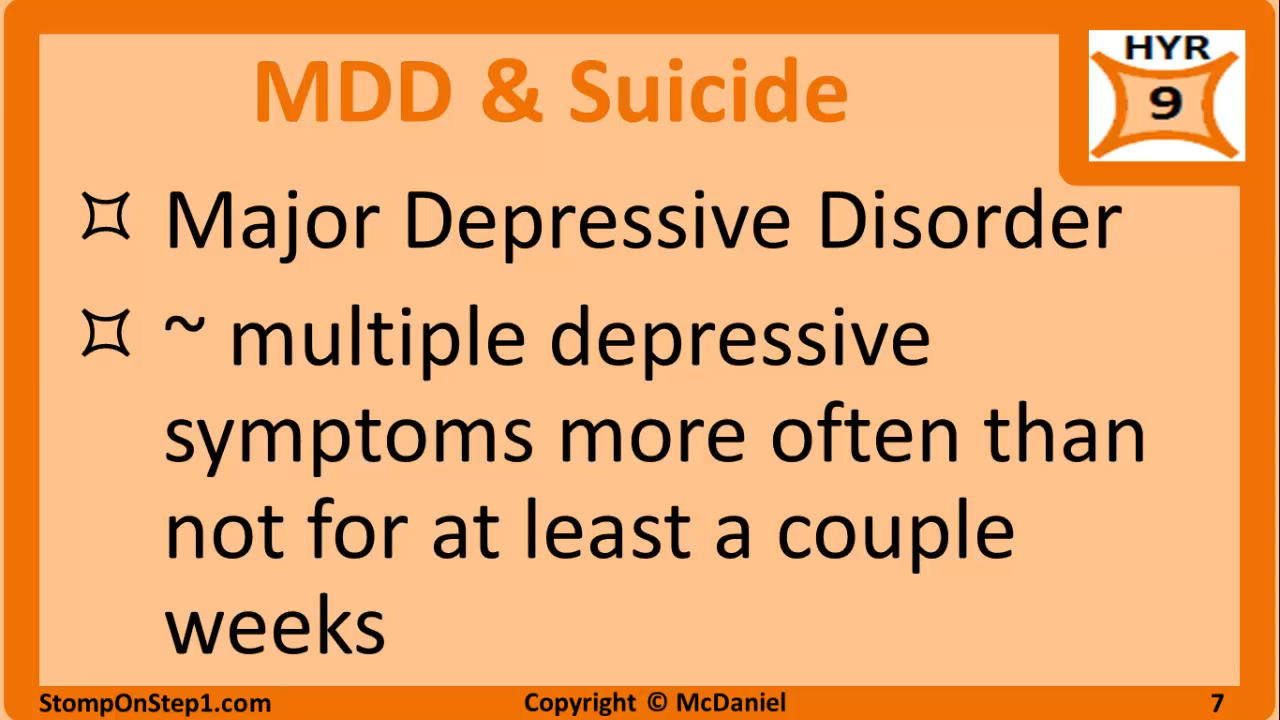 MDD & Suicide
HYR
9
Major Depressive Disorder
~ multiple depressive
symptoms more often than
not for at least a couple
weeks
StompOnStep1.com
Copyright © McDaniel
7